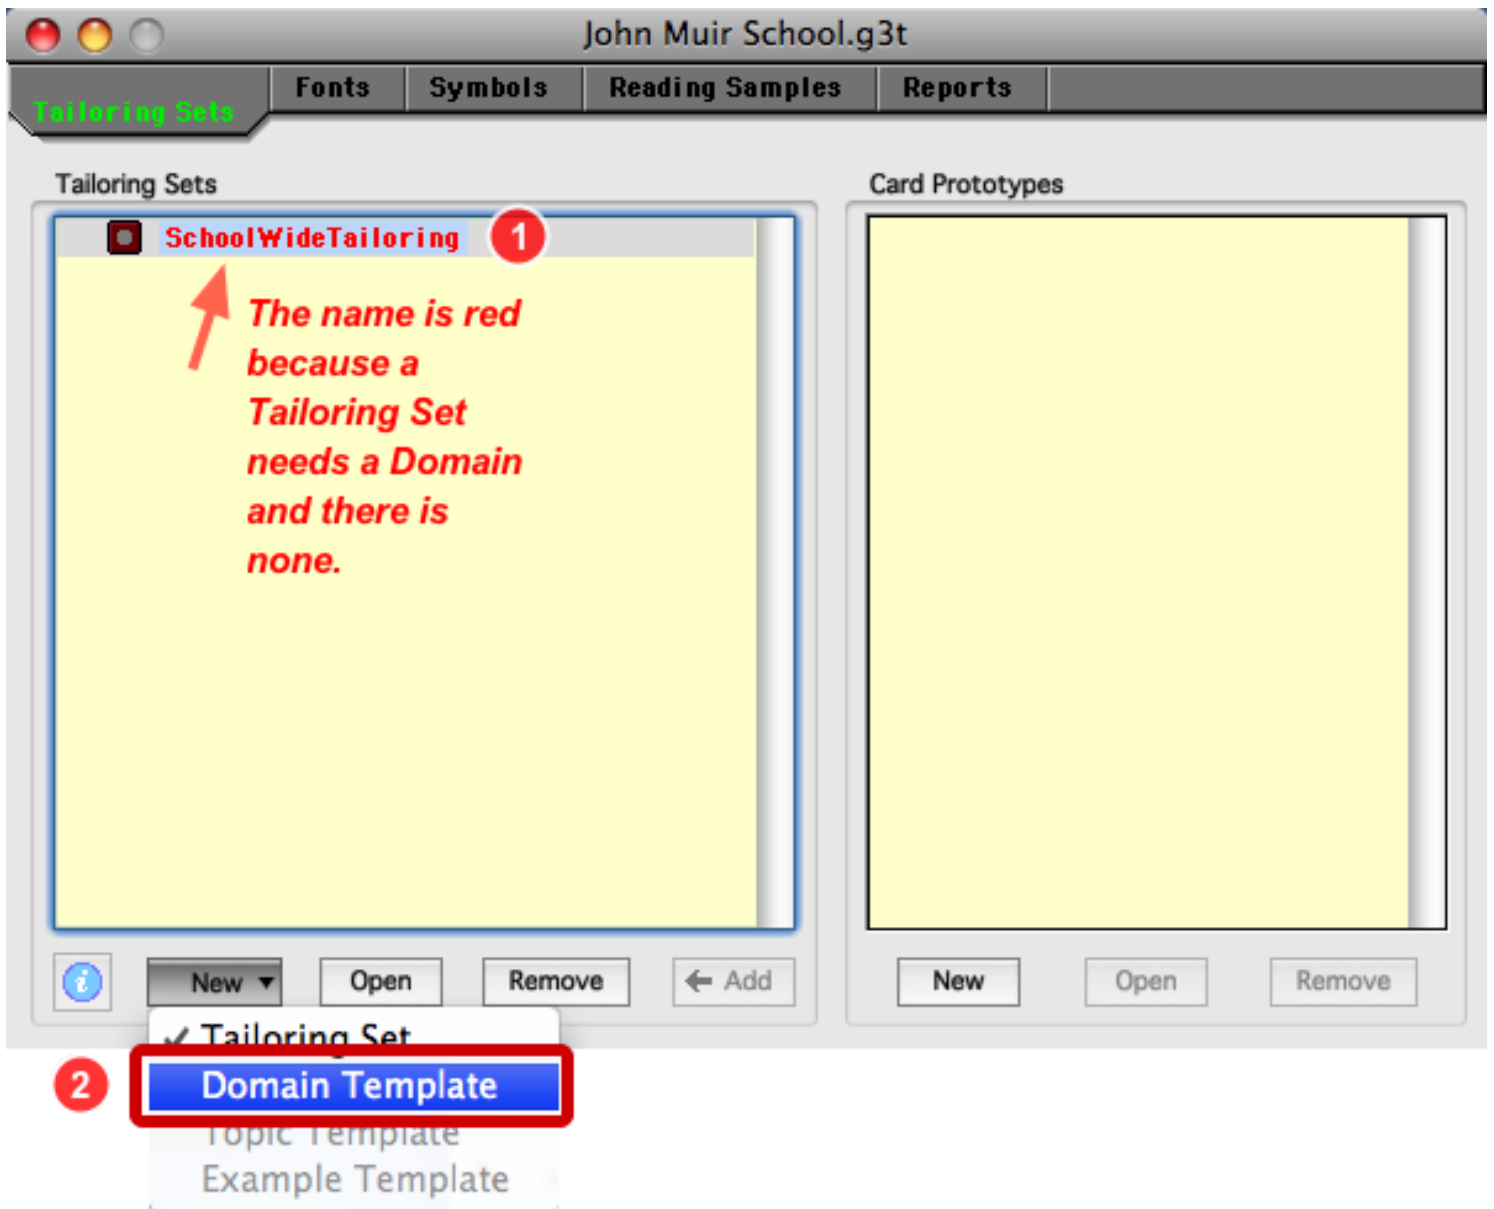 John Muir School.g3t
Tailoring Sets
Fonts
Symbols
Reading Samples
Reports
Tailoring Sets
Card Prototypes
SchoolWideTailoring
1
The name is red
because a
Tailoring Set
needs a Domain
and there is
none.
New
Open
Remove
Add
New
Open
Remove
Tailoring Set
2
Domain Template
Topic Template
Example Template